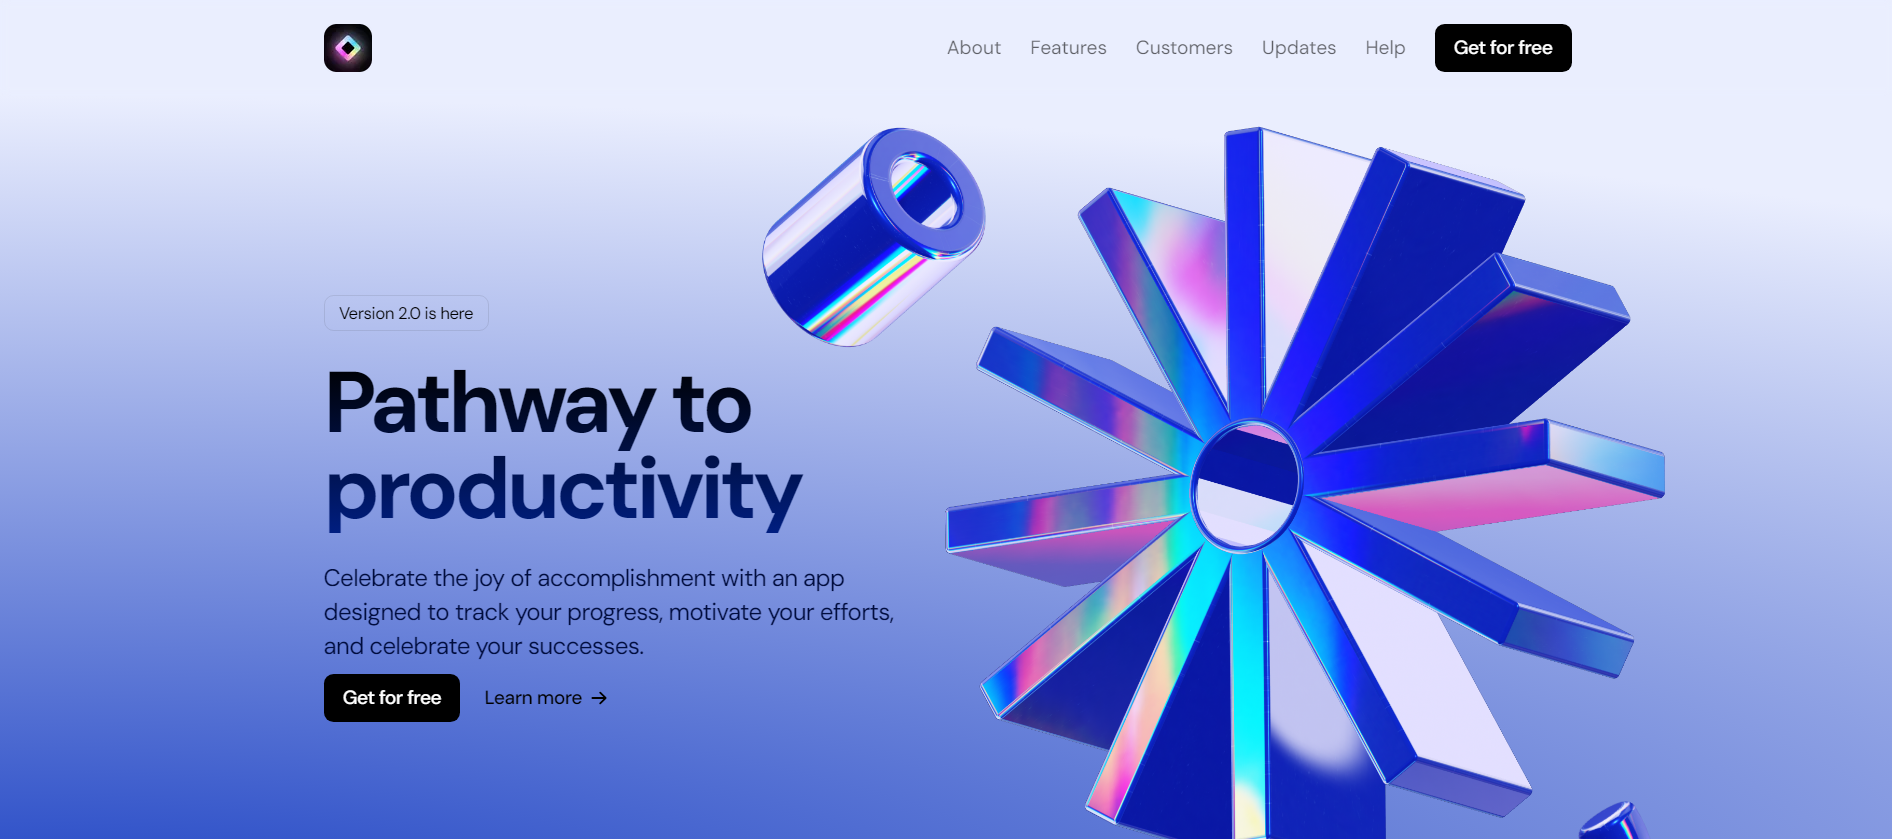 About Features Customers Updates Help Get for free
Version 2.0 is here
Pathway to
productivity
Celebrate the joy of accomplishment with an app
designed to track your progress, motivate your efforts,
and celebrate your successes.
Get for free Learn more →